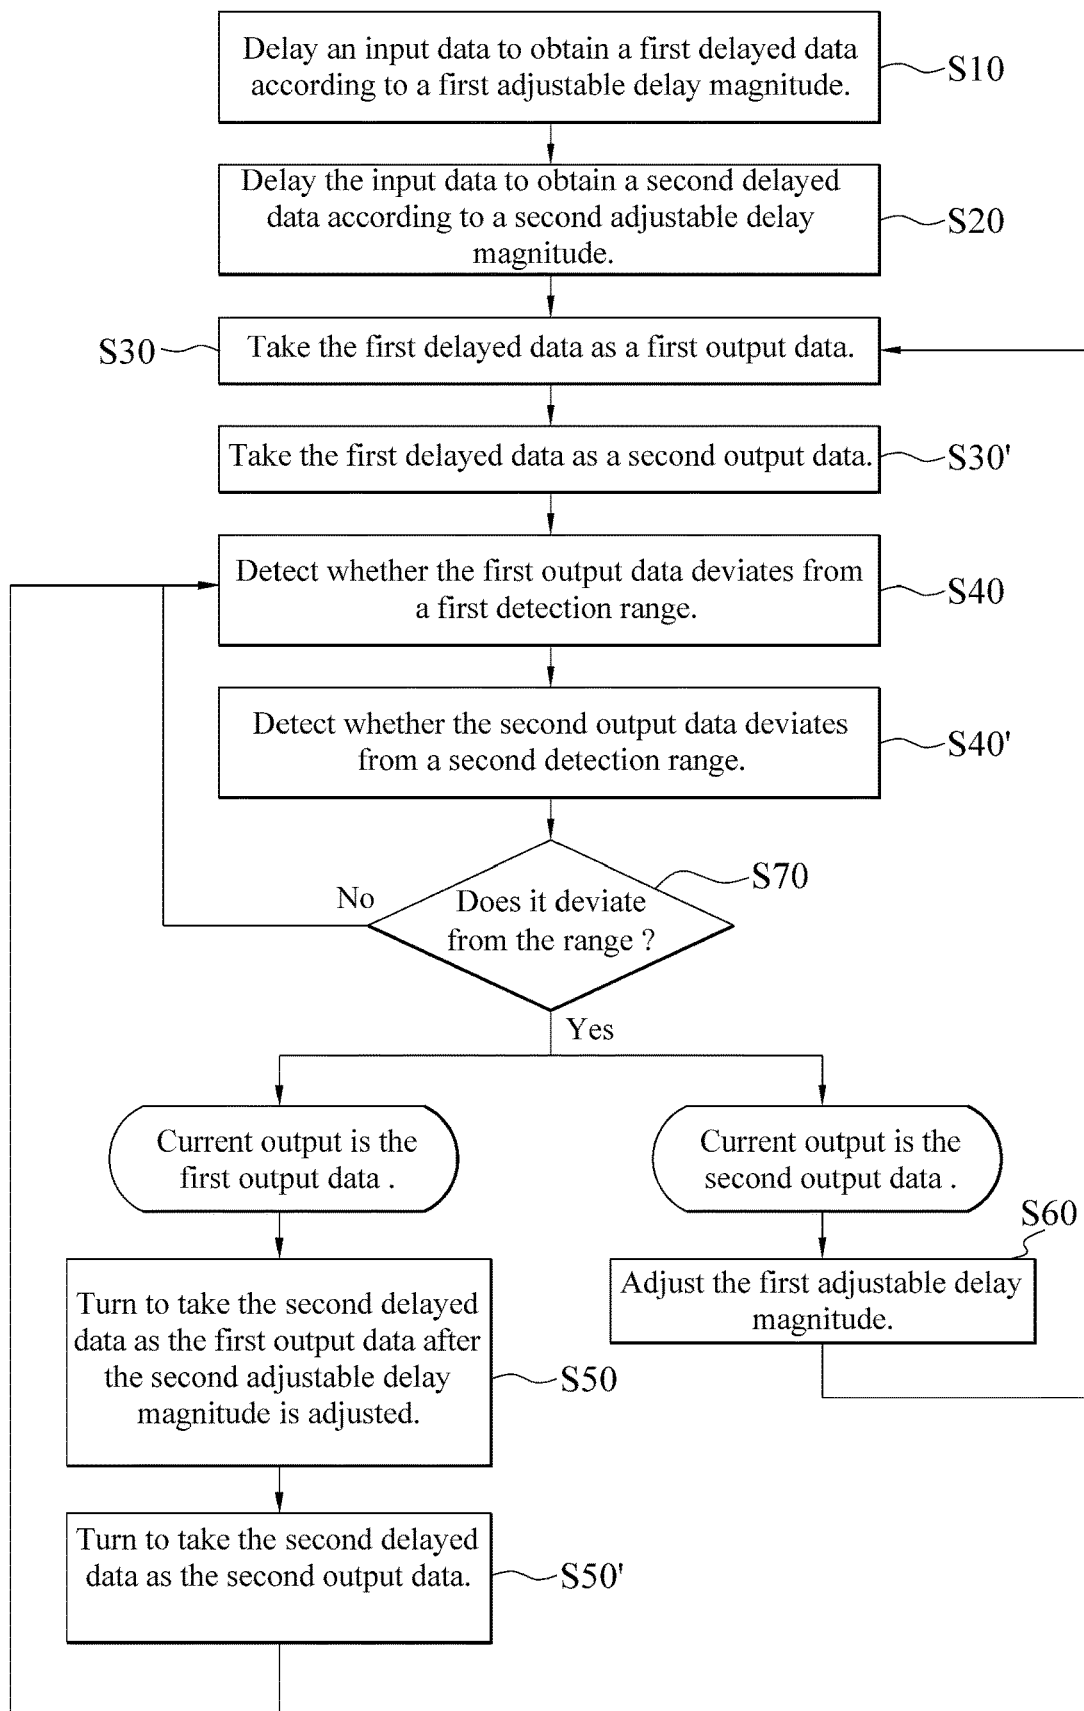 Delay an input data to obtain a first delayed data
according to a first adjustable delay magnitude.
S10
Delay the input data to obtain a second delayed
data according to a second adjustable delay
magnitude.
S20
S30
Take the first delayed data as a first output data.
Take the first delayed data as a second output data.
S30'
Detect whether the first output data deviates from
a first detection range.
S40
Detect whether the second output data deviates
from a second detection range.
S40'
S70
No
Does it deviate
from the range ?
Yes
Current output is the
first output data .
Current output is the
second output data .
S60
Adjust the first adjustable delay
magnitude.
Turn to take the second delayed
data as the first output data after
the second adjustable delay
magnitude is adjusted.
S50
Turn to take the second delayed
data as the second output data.
S50'